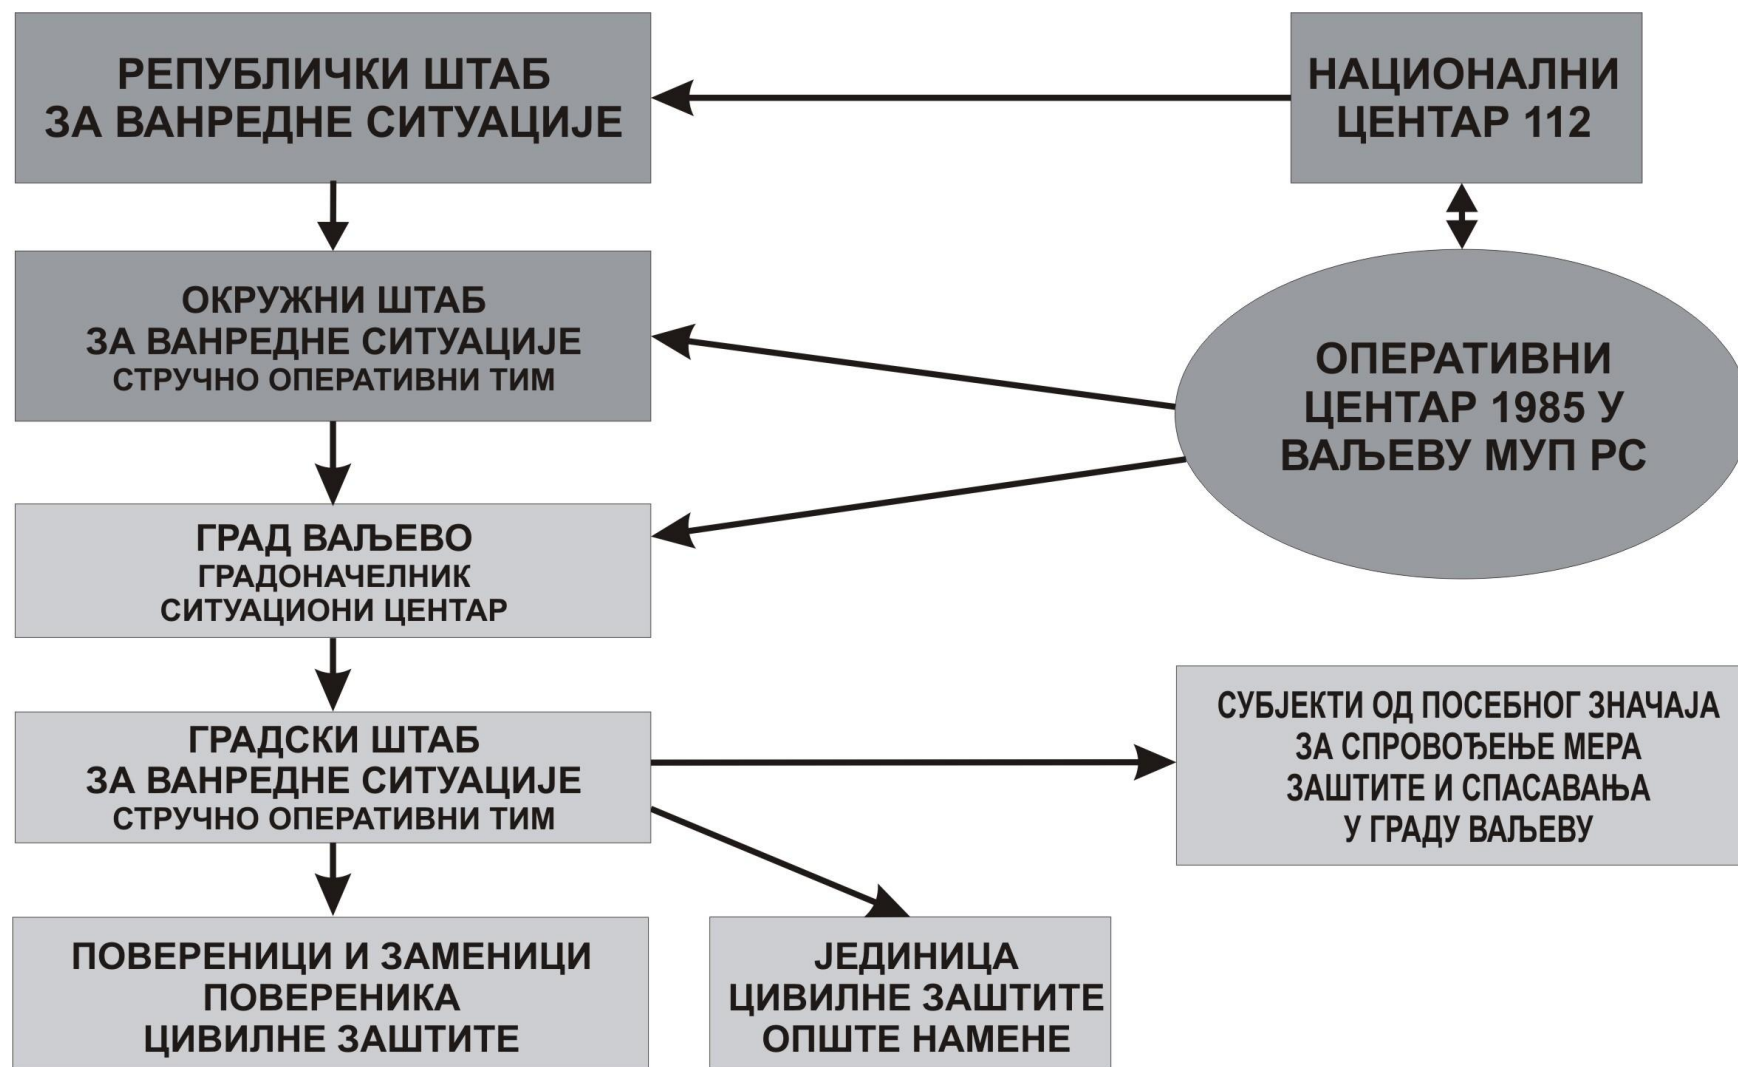 РЕПУБЛИЧКИ ШТАБ
ЗА ВАНРЕДНЕ СИТУАЦИЈЕ
НАЦИОНАЛНИ
ЦЕНТАР 112
ОКРУЖНИ ШТАБ
ЗА ВАНРЕДНЕ СИТУАЦИЈЕ
СТРУЧНО ОПЕРАТИВНИ ТИМ
ОПЕРАТИВНИ
ЦЕНТАР 1985 У
ВАЉЕВУ МУП РС
ГРАД ВАЉЕВО
ГРАДОНАЧЕЛНИК
СИТУАЦИОНИ ЦЕНТАР
ГРАДСКИ ШТАБ
ЗА ВАНРЕДНЕ СИТУАЦИЈЕ
СТРУЧНО ОПЕРАТИВНИ ТИМ
СУБЈЕКТИ ОД ПОСЕБНОГ ЗНАЧАЈА
ЗА СПРОВОЂЕЊЕ МЕРА
ЗАШТИТЕ И СПАСАВАЊА
У ГРАДУ ВАЉЕВУ
ПОВЕРЕНИЦИ И ЗАМЕНИЦИ
ПОВЕРЕНИКА
ЦИВИЛНЕ ЗАШТИТЕ
ЈЕДИНИЦА
ЦИВИЛНЕ ЗАШТИТЕ
ОПШТЕ НАМЕНЕ